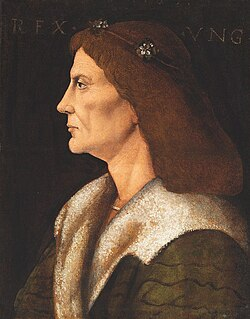 REX · VNG